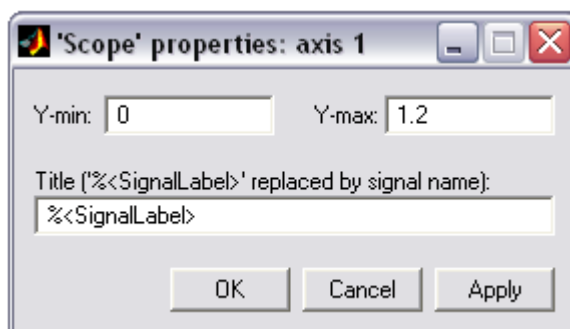 'Scope' properties: axis 1
Y-min: 0 Y-max: 1.2
Title ('%<SignalLabel>' replaced by signal name):
%<SignalLabel>
OK Cancel Apply